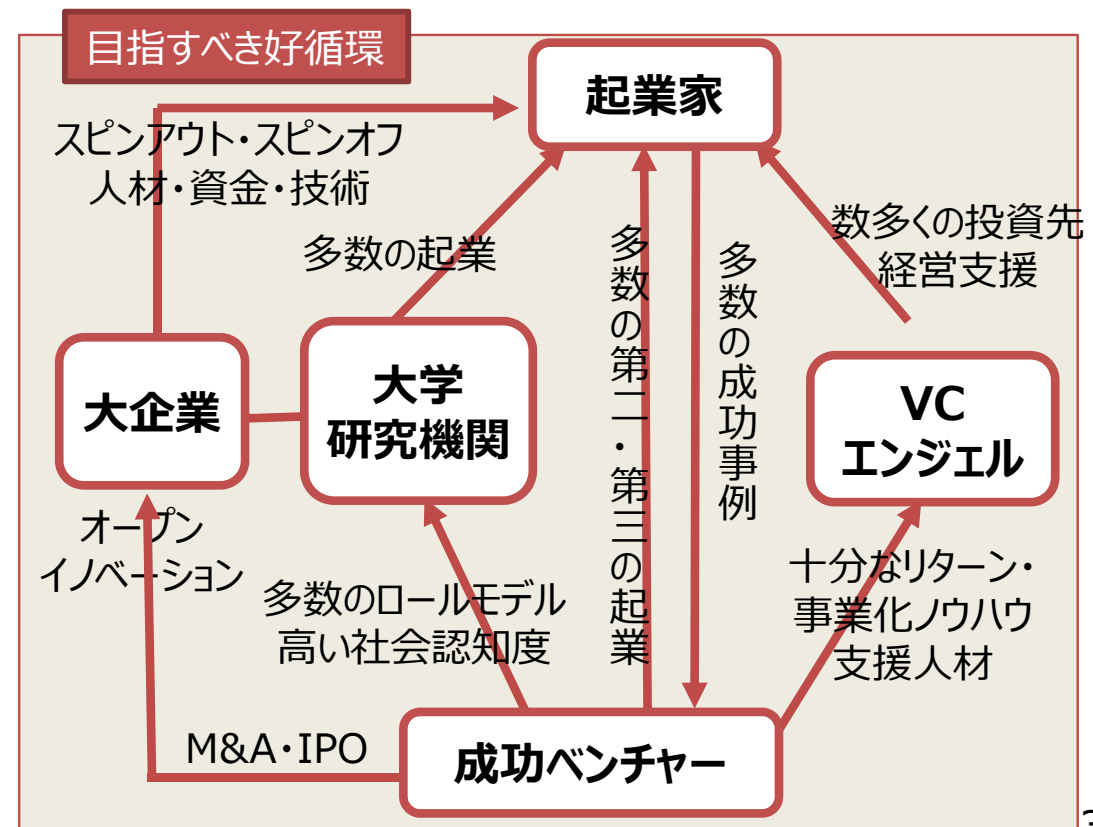 目指すべき好循環
起業家
スピンアウト・スピンオフ
人材・資金・技術
多数の起業
数多くの投資先
経営支援
多数の第二・第三の起業
多数の成功事例
大企業
大学
研究機関
VC
エンジェル
オープン
イノベーション
多数のロールモデル
高い社会認知度
十分なリターン・
事業化ノウハウ
支援人材
M&A・IPO
成功ベンチャー